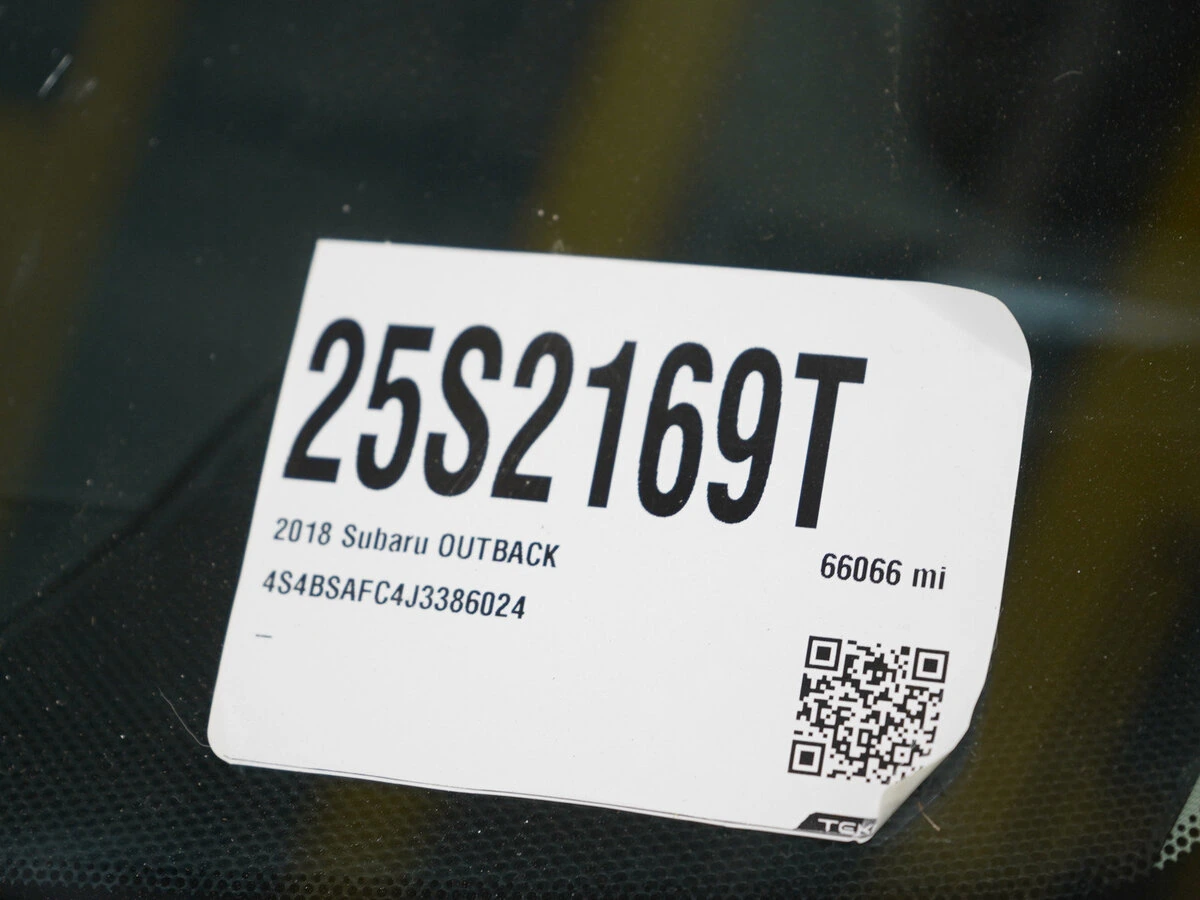 25S2169T
2018 Subaru OUTBACK
66066 mi
4S4BSAFC4J3386024
–